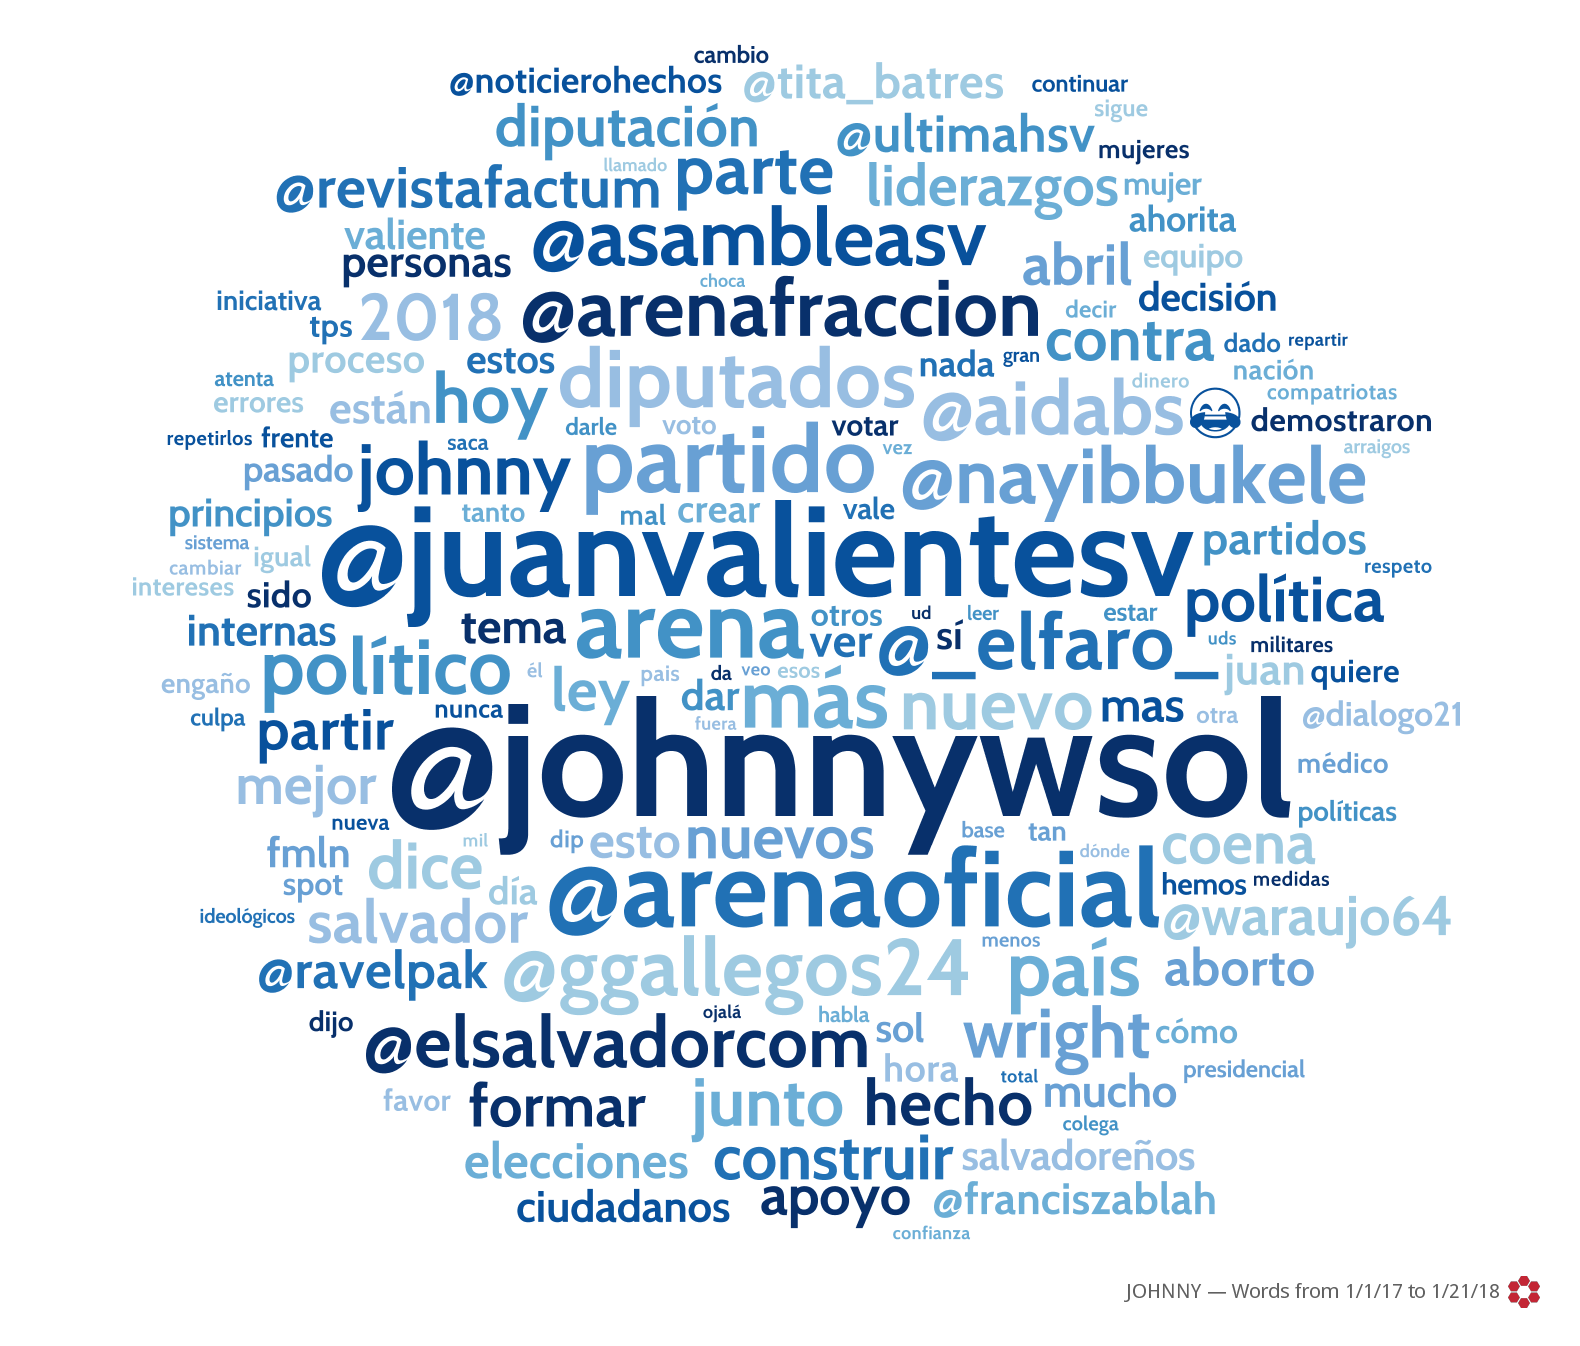 cambio
@noticierohechos @tita_batres continuar
sigue
diputación @ultimahsv mujeres
llamado
@revistafactum parte liderazgos mujer
ahorita
valiente @asambleasv
personas abril equipo
choca
iniciativa 2018 @arenafraccion decir decisión
tps
proceso estos nada gran contra dado repartir
atenta diputados dinero nación
errores están hoy @aidabs 😂 compatriotas
darle voto votar demostraron
repetirlos frente saca vez arraigos
pasado johnny partido @nayibbukele
principios tanto mal crear vale
sistema igual @juanvalientesv partidos
cambiar respeto
intereses sido política
internas tema arena otros ud leer estar
ver @_elfaro_ sí uds militares
engaño político él ley pais da veo esos juan quiere
culpa nunca dar más nuevo mas otra @dialogo21
partir fuera
mejor @johnnywsol médico
nueva políticas
fmln mil dip esto nuevos base tan dónde coena
spot dice día @arenaoficial hemos medidas
ideológicos salvador @waraujo64
@ravelpak @ggallegos24 menos país aborto
dijo ojalá habla
@elsalvadorcom sol wright cómo
hora total presidencial
favor formar junto hecho mucho
colega
elecciones construir salvadoreños
ciudadanos apoyo @franciszablah
confianza
JOHNNY — Words from 1/1/17 to 1/21/18